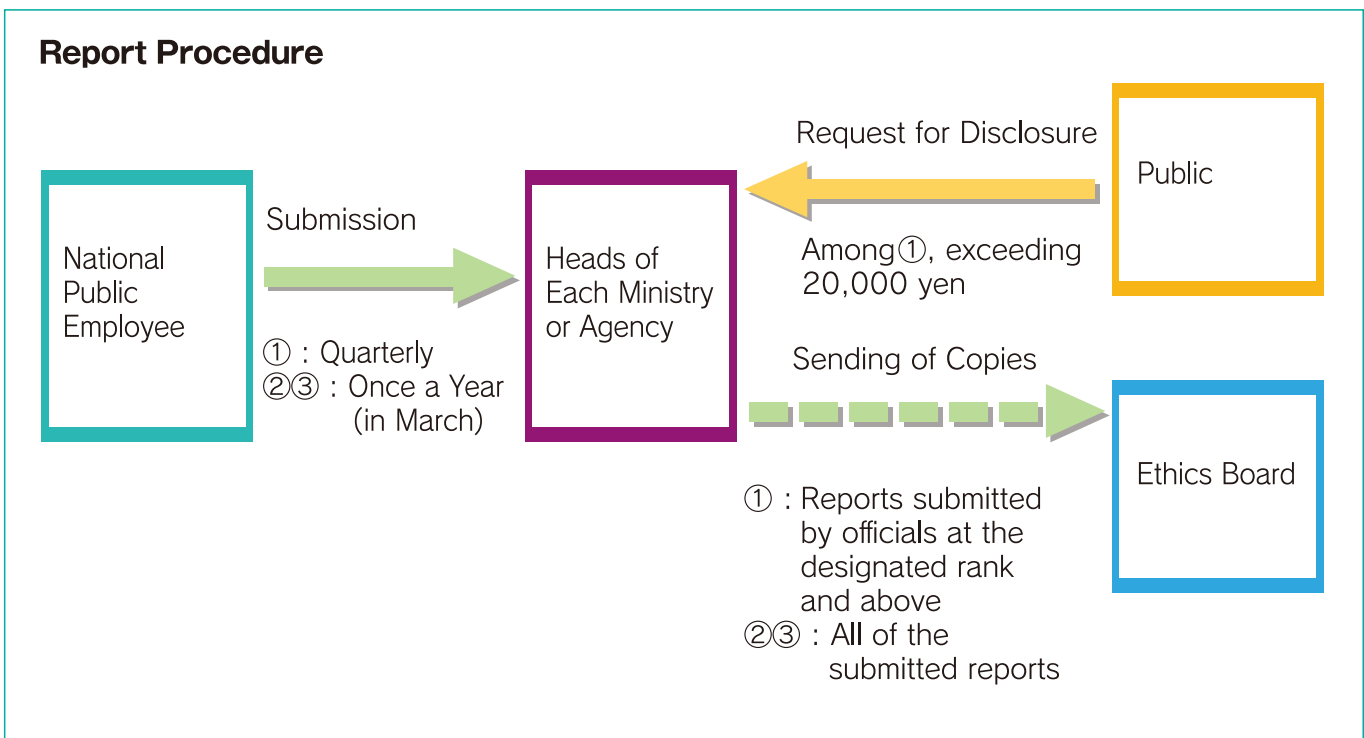 Report Procedure
National
Public
Employee
Submission
① : Quarterly
②③ : Once a Year
(in March)
Heads of
Each Ministry
or Agency
Request for Disclosure
Among①, exceeding
20,000 yen
Public
Sending of Copies
① : Reports submitted
by officials at the
designated rank
and above
②③ : All of the
submitted reports
Ethics Board